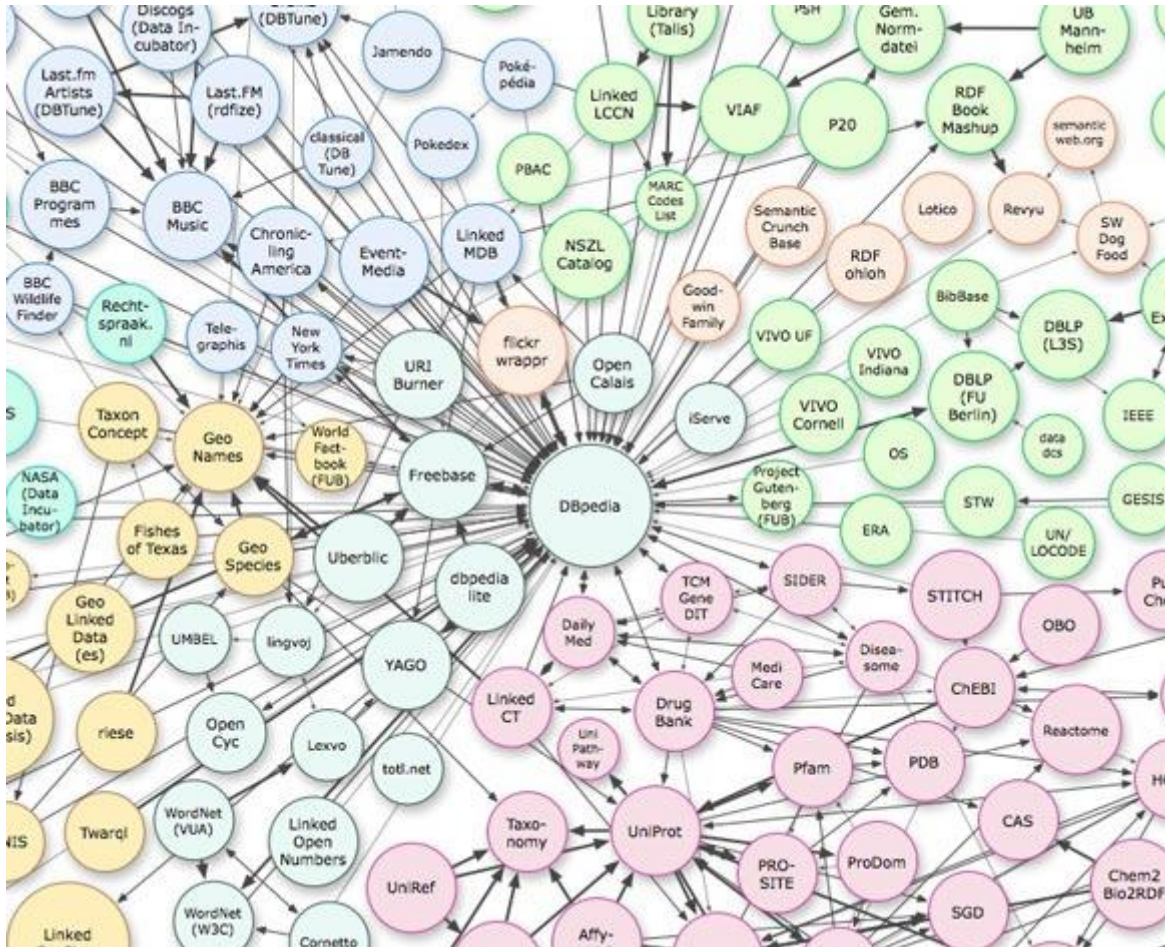 Discogs
(Data In-
cubator)
(DBTune)
Jamendo
Poké-
pédia
Library
(Talis)
PSH
Gem.
Norm-
datei
UB
Mann-
heim
Last.fm
Artists
(DBTune)
Last.FM
(rdfize)
Linked
LCCN
VIAF
P20
RDF
Book
Mashup
semantic
web.org
classical
(DB
Tune)
Pokedex
PBAC
MARC
Codes
List
BBC
Program
mes
BBC
Music
Chronic-
ling
America
Event-
Media
Linked
MDB
NSZL
Catalog
Semantic
Crunch
Base
RDF
ohloh
Lotico
Revyu
SW
Dog
Food
BBC
Wildlife
Finder
Recht-
spraak.
nl
Tele-
graphis
New
York
Times
URI
Burner
flickr
wrappr
Open
Calais
Good-
win
Family
VIVO UF
VIVO
Indiana
BibBase
DBLP
(L3S)
Taxon
Concept
Geo
Names
World
Fact-
book
(FUB)
Freebase
iServe
VIVO
Cornell
DBLP
(FU
Berlin)
IEEE
NASA
(Data
Incu-
bator)
DBpedia
Project
Guten-
berg
(FUB)
OS
data
dcs
STW
GESIS
Fishes
of Texas
Geo
Species
Uberblic
dbpedia
lite
ERA
UN/
LOCODE
Geo
Linked
Data
(es)
UMBEL
lingvoj
YAGO
Daily
Med
TCM
Gene
DIT
SIDER
STITCH
OBO
Disea-
some
Medi
Care
Linked
CT
Drug
Bank
ChEBI
riese
Open
Cyc
Lexvo
totl.net
Uni
Path-
way
Pfam
PDB
Reactome
Twarql
WordNet
(VUA)
Linked
Open
Numbers
Taxo-
nomy
UniProt
CAS
UniRef
PRO-
SITE
ProDom
Chem2
Bio2RDF
SGD
WordNet
(W3C)
Cornetto
Affy-
Linked